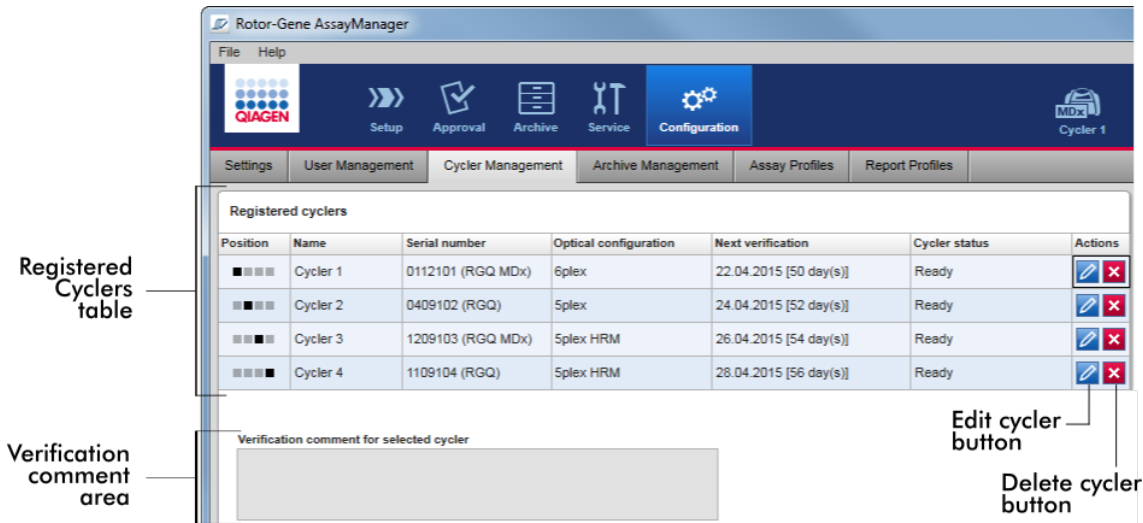 Rotor-Gene AssayManager
File Help
QIAGEN
Setup Approval Archive Service Configuration
MDx
Cycler 1
Settings User Management Cycler Management Archive Management Assay Profiles Report Profiles
Registered cyclers
Position Name Serial number Optical configuration Next verification Cycler status Actions
Cycler 1 0112101 (RGQ MDx) 6plex 22.04.2015 [50 day(s)] Ready
Cycler 2 0409102 (RGQ) 5plex 24.04.2015 [52 day(s)] Ready
Cycler 3 1209103 (RGQ MDx) 5plex HRM 26.04.2015 [54 day(s)] Ready
Cycler 4 1109104 (RGQ) 5plex HRM 28.04.2015 [56 day(s)] Ready
Registered
Cyclers
table
Edit cycler
button
Delete cycler
button
Verification comment for selected cycler
Verification
comment
area